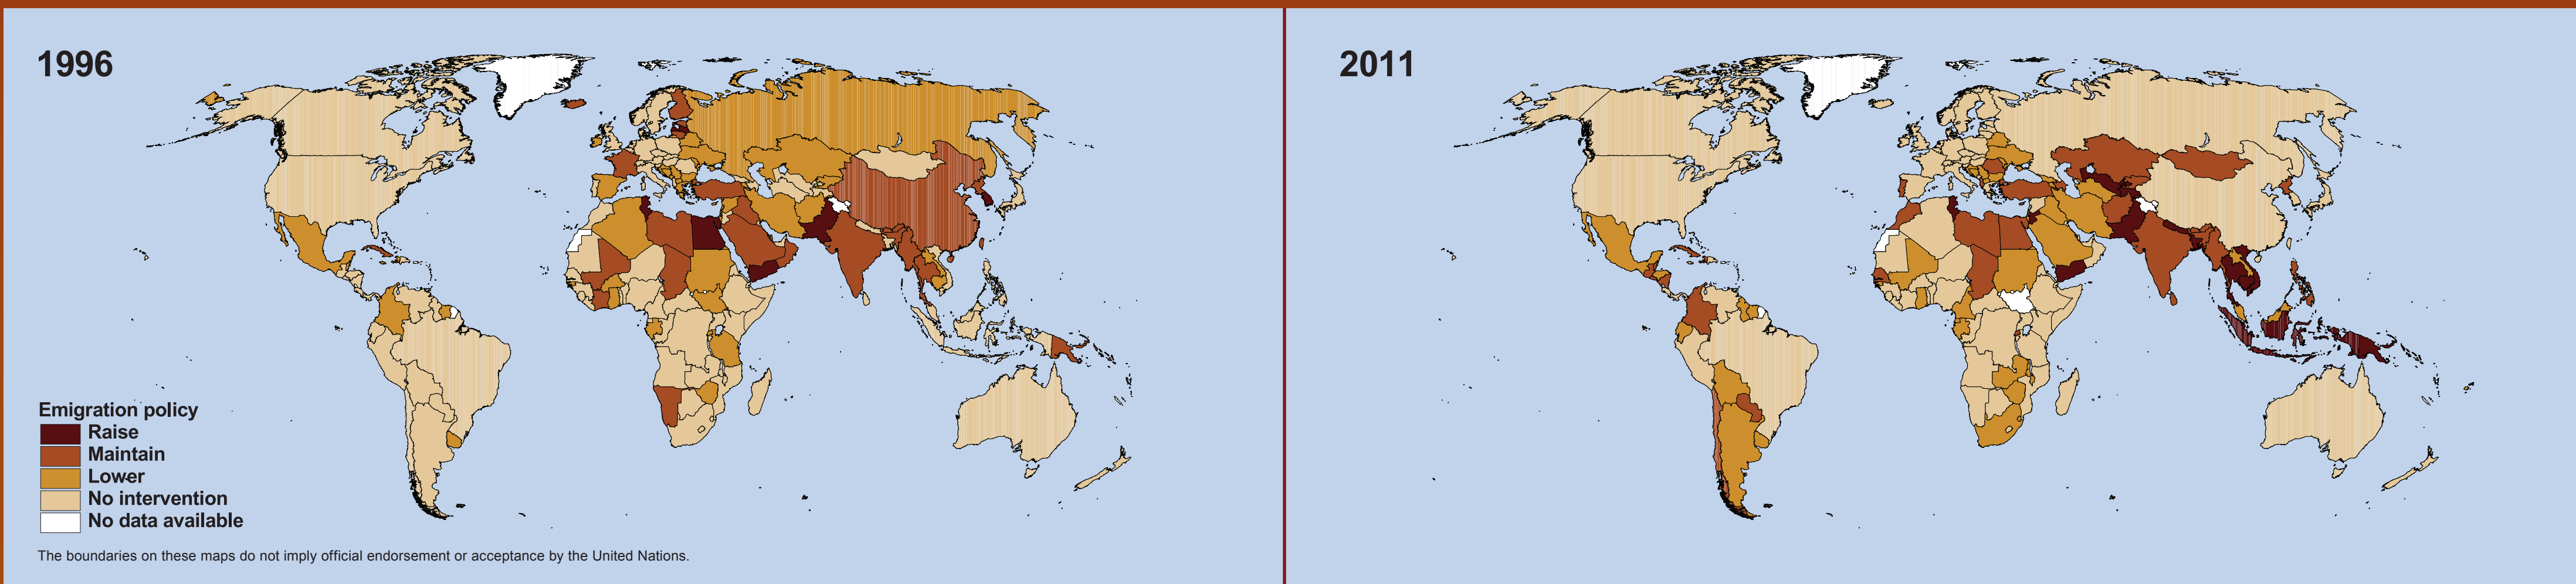 1996
2011
Emigration policy
Raise
Maintain
Lower
No intervention
No data available
The boundaries on these maps do not imply official endorsement or acceptance by the United Nations.